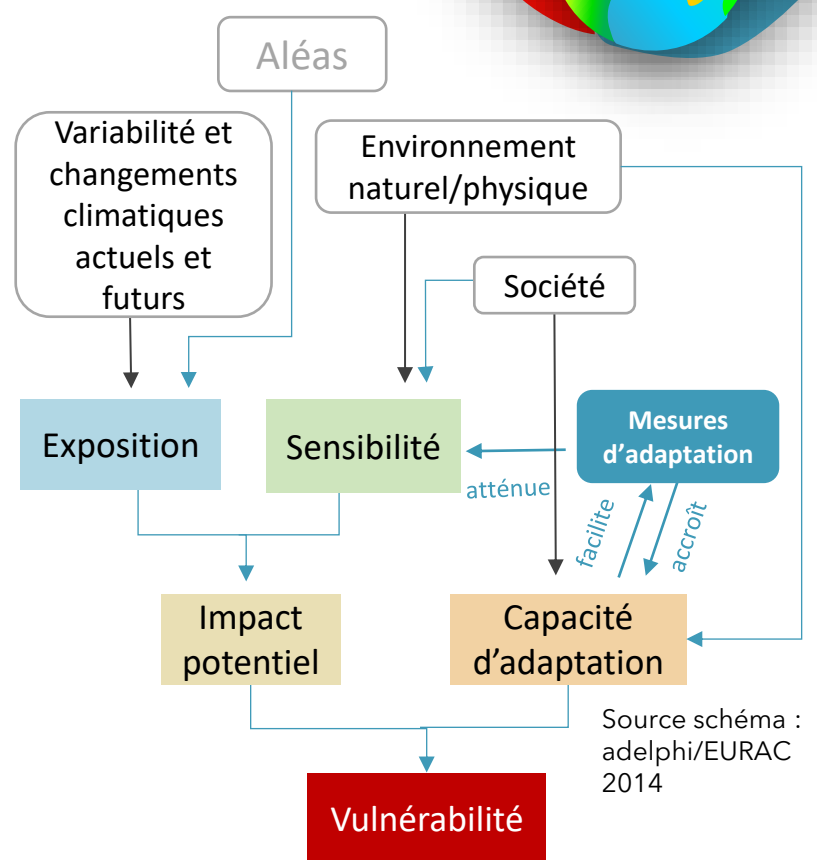 Aléas
Variabilité et
changements
climatiques
actuels et
futurs
Environnement
naturel/physique
Société
Exposition
Sensibilité
Mesures
d’adaptation
atténue
facilite
accroît
Impact
potentiel
Capacité
d’adaptation
Source schéma :
adelphi/EURAC
2014
Vulnérabilité